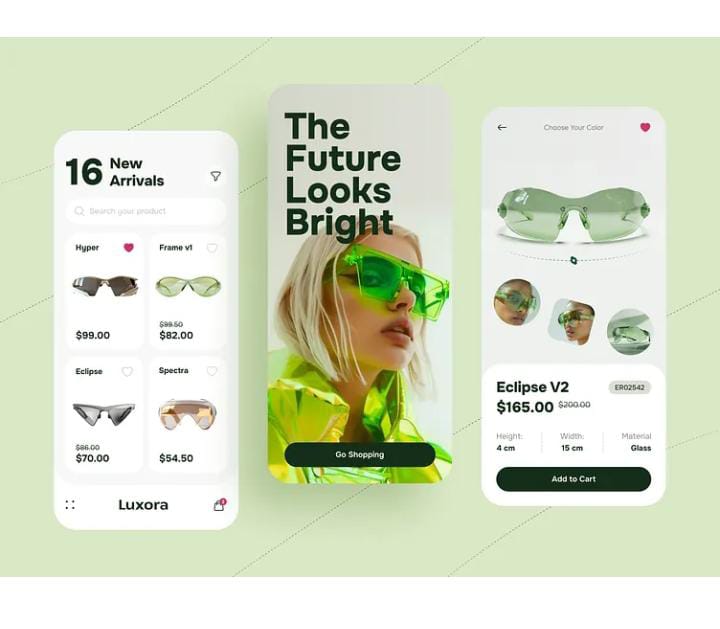 16 New
Arrivals
Search your product
Hyper
$99.00
Frame v1
$99.50
$82.00
Eclipse
$86.00
$70.00
Spectra
$54.50
Luxora
The
Future
Looks
Bright
Go Shopping
Choose Your Color
Eclipse V2
ER02542
$165.00 $200.00
Height: Width: Material
4 cm 15 cm Glass
Add to Cart